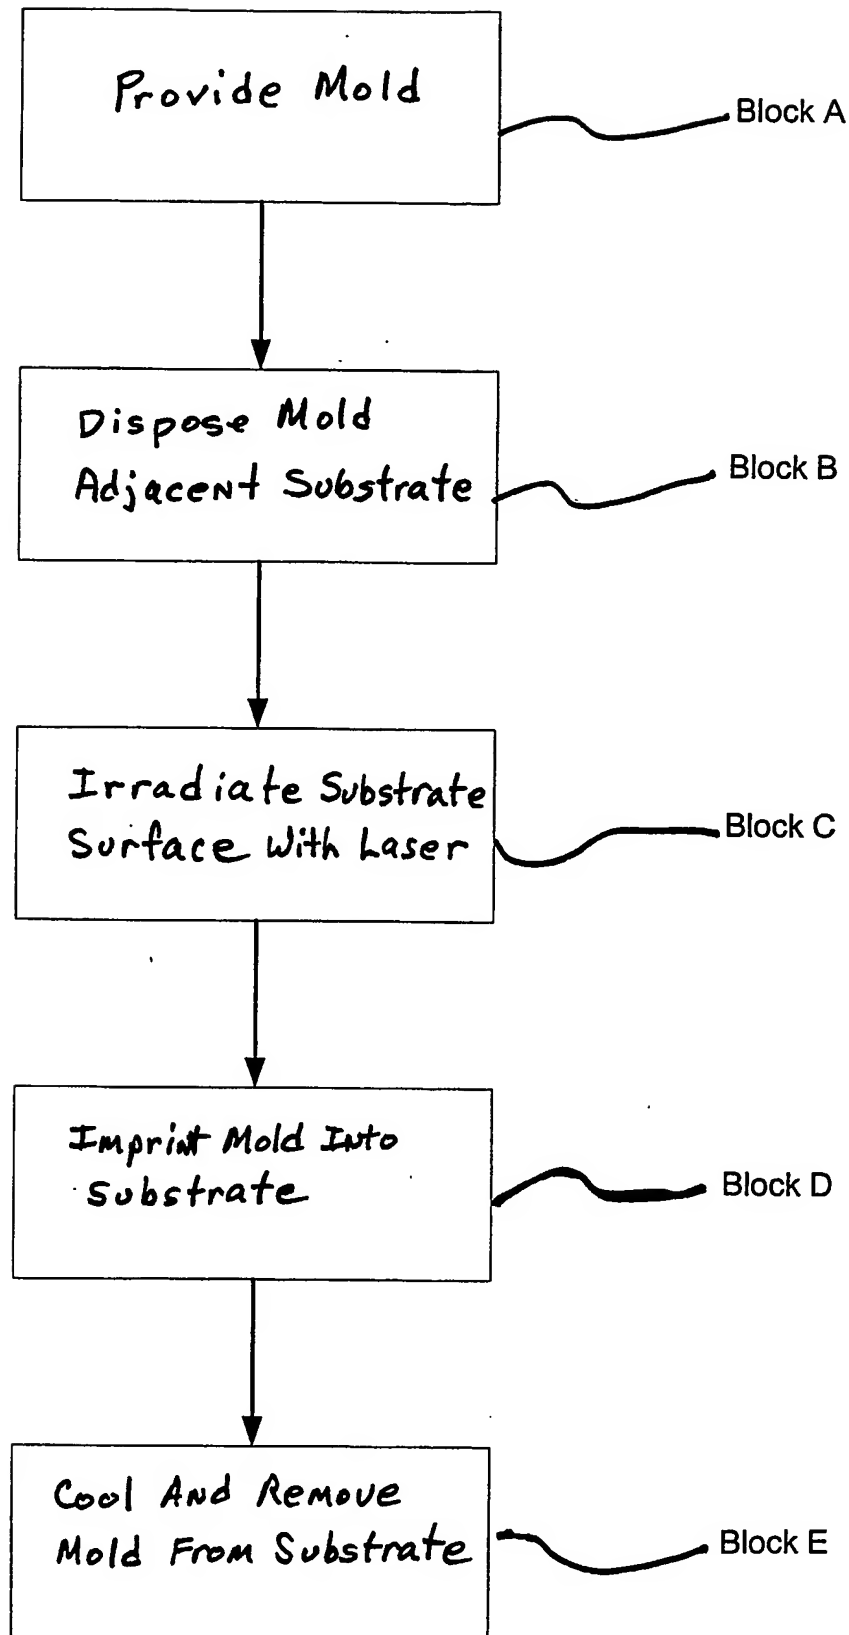 Provide Mold
Block A
Dispose Mold
Adjacent Substrate
Block B
Irradiate Substrate
Surface With Laser
Block C
Imprint Mold Into
Substrate
Block D
Cool And Remove
Mold From Substrate
Block E